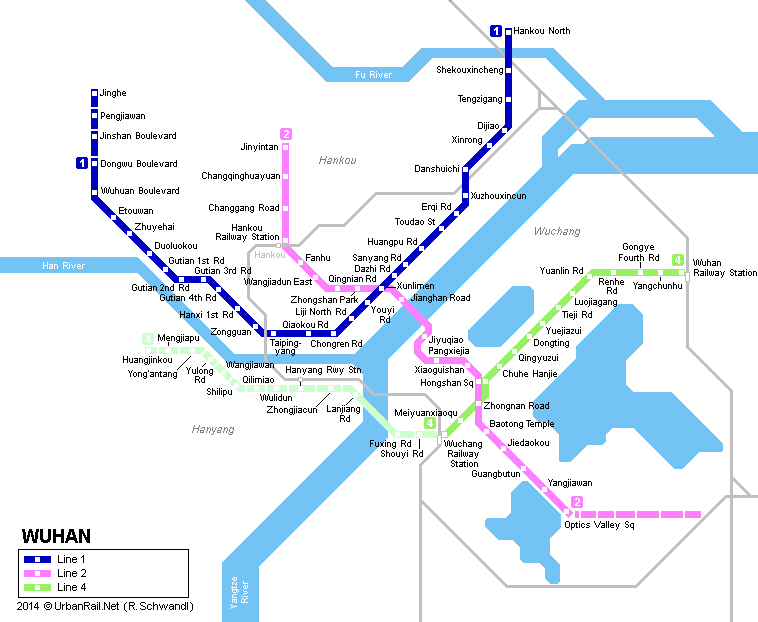 1
Hankou North
Fu River
Shekouxincheng
Jinghe
Tengzigang
Pengjiawan
Dijiao
2
Jinshan Boulevard
Xinrong
Jinyintan
Hankou
1
Dongwu Boulevard
Danshuichi
Changqinghuayuan
Wuhuan Boulevard
Xuzhouxincun
Etouwan
Changgang Road
Erqi Rd
Zhuyehai
Toudao St
Hankou
Railway Station
Wuchang
Duoluokou
Huangpu Rd
Hankou
Gongye
Fourth Rd
Fanhu
Sanyang Rd
4
Wuhan
Railway Station
Gutian 1st Rd
Han River
Dazhi Rd
Gutian 3rd Rd
Yuanlin Rd
Wangjiadun East
Qingnian Rd
Gutian 2nd Rd
Xunlimen
Renhe
Rd
Yangchunhu
Gutian 4th Rd
Zhongshan Park
Jianghan Road
Luojiagang
Hanxi 1st Rd
Liji North Rd
Youyi
Rd
Tieji Rd
Qiaokou Rd
Zongguan
Yuejiazui
4
Mengjiapu
Taiping-
yang
Chongren Rd
Jiyuqiao
Dongting
Pangxiejia
Huangjinkou
Qingyuzui
Yong'antang
Yulong
Rd
Wangjiawan
Hanyang Rwy Stn
Xiaoguishan
Chuhe Hanjie
Qilimiao
Hongshan Sq
Shilipu
Wulidun
Zhongjiacun
Lanjiang
Rd
Zhongnan Road
Meiyuanxiaoqu
4
Baotong Temple
Hanyang
Fuxing Rd
Wuchang
Railway
Station
Jiedaokou
Shouyi Rd
Guangbutun
Yangjiawan
2
Optics Valley Sq
WUHAN
Line 1
Line 2
Line 4
Yangtze
River
2014 © UrbanRail.Net (R. Schwandl)